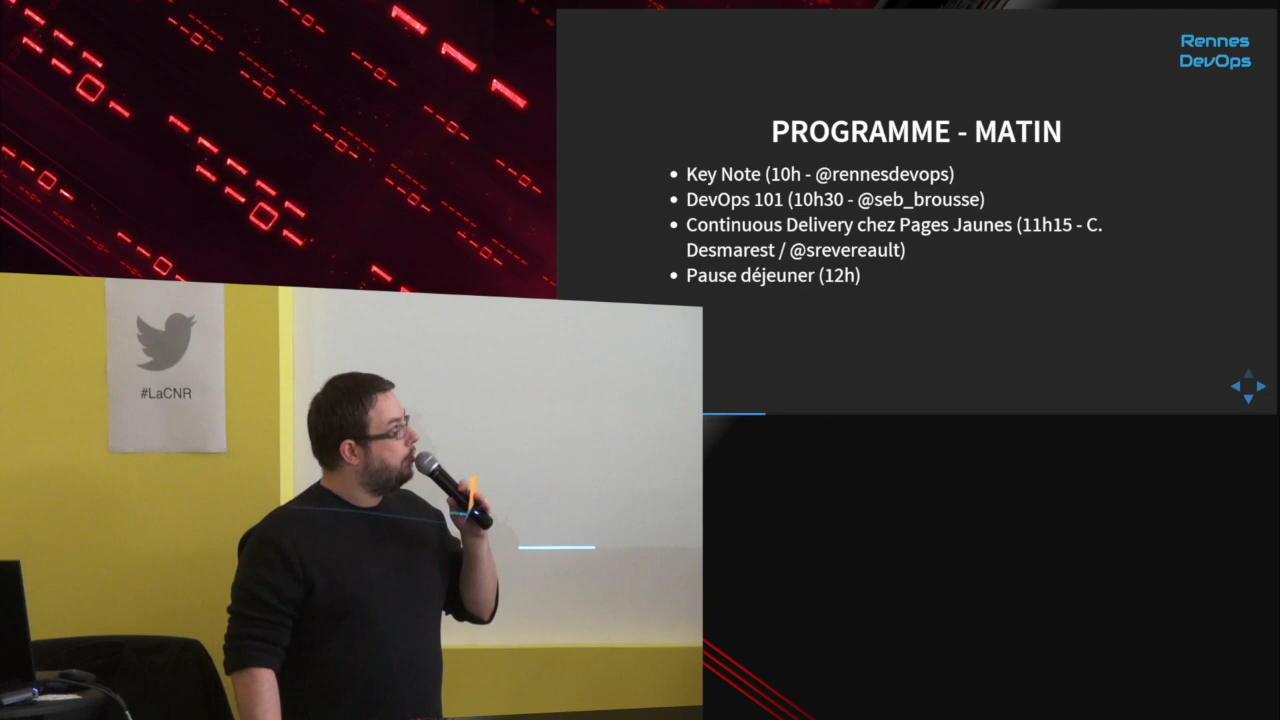 Rennes
DevOps
PROGRAMME - MATIN
Key Note (10h - @rennesdevops)
DevOps 101 (10h30 - @seb_brousse)
Continuous Delivery chez Pages Jaunes (11h15 - C.
Desmarest / @srevereault)
Pause déjeuner (12h)
#LaCNR